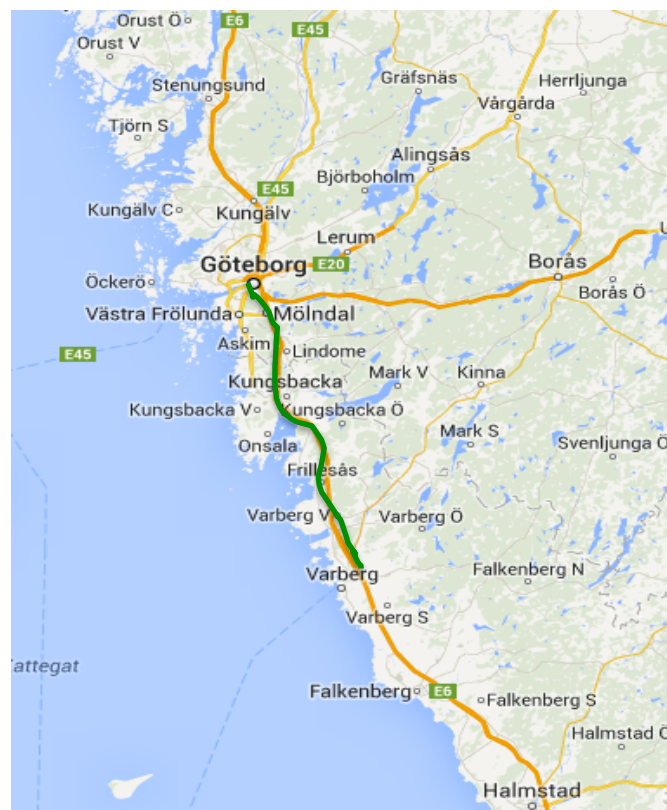 Orust Ö
E6
E45
Orust V
Stenungsund
Gräfsnäs
Herrljunga
Vårgårda
Tjörn S
Alingsås
Björboholm
E45
Kungälv C
Kungälv
Lerum
Göteborg
E20
Borås
Öckerö
Borås Ö
Västra Frölunda
Mölndal
Askim
E45
Lindome
Kungsbacka
Mark V
Kinna
Kungsbacka V
Kungsbacka Ö
Mark S
Onsala
Svenljunga Ö
Frillesås
Varberg V
Varberg Ö
Varberg
Falkenberg N
Varberg S
attegat
Falkenberg
E6
Falkenberg S
Halmstad Ö
Halmstad